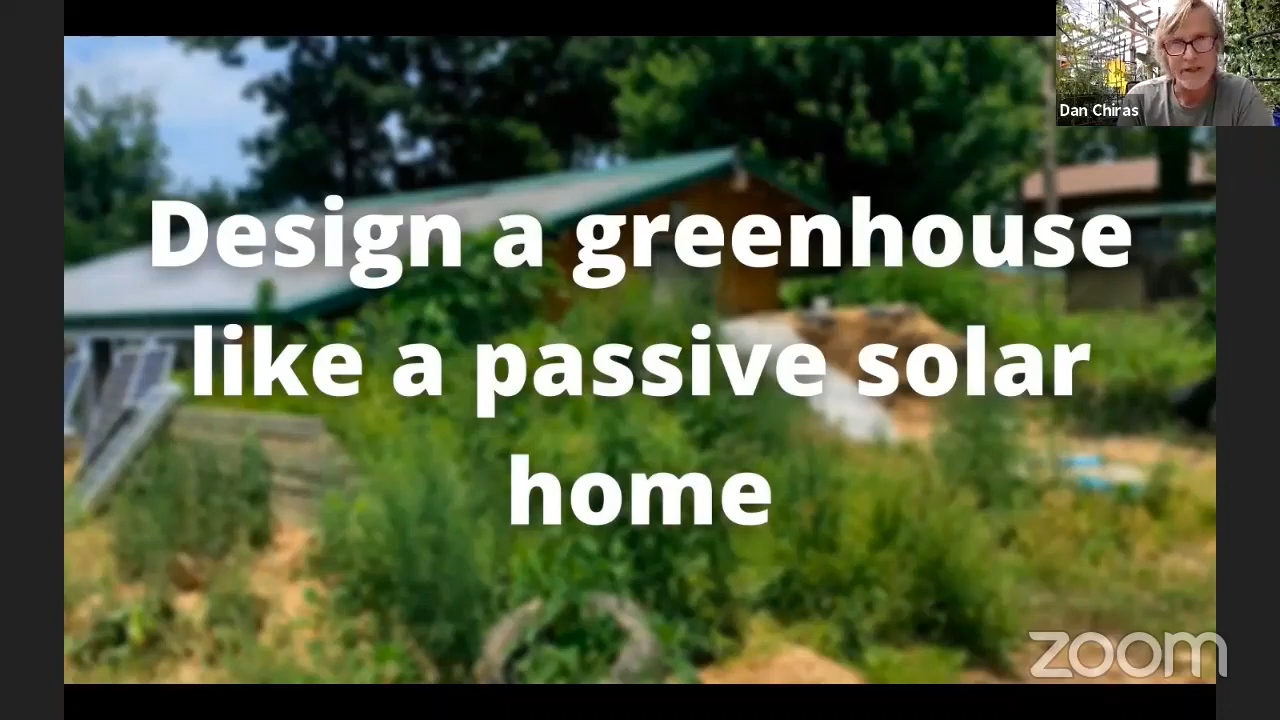 Dan Chiras
Design a greenhouse
like a passive solar
home
zoom